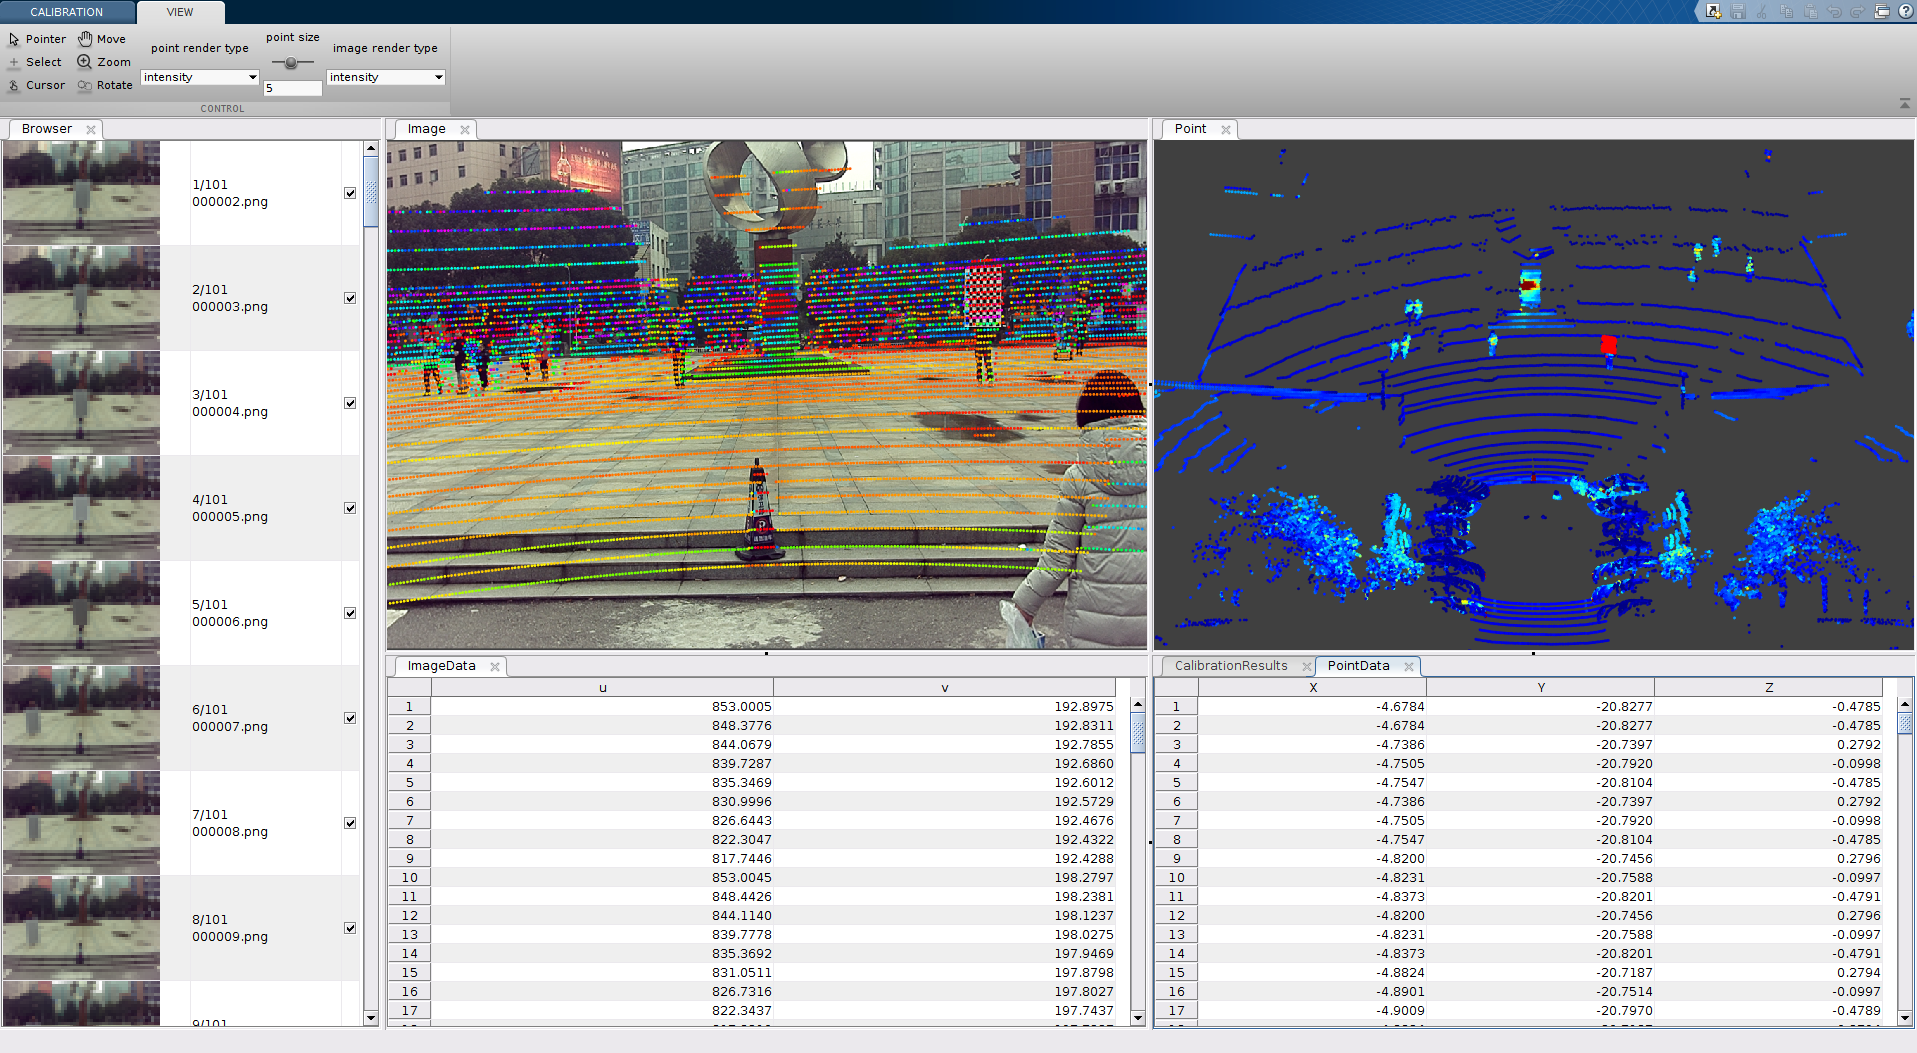 CALIBRATION
VIEW
Pointer
Move
Select
Zoom
Cursor
Rotate
point render type
intensity
point size
5
image render type
intensity
CONTROL
Browser
1/101
000002.png
2/101
000003.png
3/101
000004.png
4/101
000005.png
5/101
000006.png
6/101
000007.png
7/101
000008.png
8/101
000009.png
9/101
Image
Point
ImageData
u v
1 853.0005 192.8975
2 848.3776 192.8311
3 844.0679 192.7855
4 839.7287 192.6860
5 835.3469 192.6012
6 830.9996 192.5729
7 826.6443 192.4676
8 822.3047 192.4322
9 817.7446 192.4288
10 853.0045 198.2797
11 848.4426 198.2381
12 844.1140 198.1237
13 839.7778 198.0275
14 835.3692 197.9469
15 831.0511 197.8798
16 826.7316 197.8027
17 822.3437 197.7437
CalibrationResults
PointData
X Y Z
1 -4.6784 -20.8277 -0.4785
2 -4.6784 -20.8277 -0.4785
3 -4.7386 -20.7397 0.2792
4 -4.7505 -20.7920 -0.0998
5 -4.7547 -20.8104 -0.4785
6 -4.7386 -20.7397 0.2792
7 -4.7505 -20.7920 -0.0998
8 -4.7547 -20.8104 -0.4785
9 -4.8200 -20.7456 0.2796
10 -4.8231 -20.7588 -0.0997
11 -4.8373 -20.8201 -0.4791
12 -4.8200 -20.7456 0.2796
13 -4.8231 -20.7588 -0.0997
14 -4.8373 -20.8201 -0.4791
15 -4.8824 -20.7187 0.2794
16 -4.8901 -20.7514 -0.0997
17 -4.9009 -20.7970 -0.4789